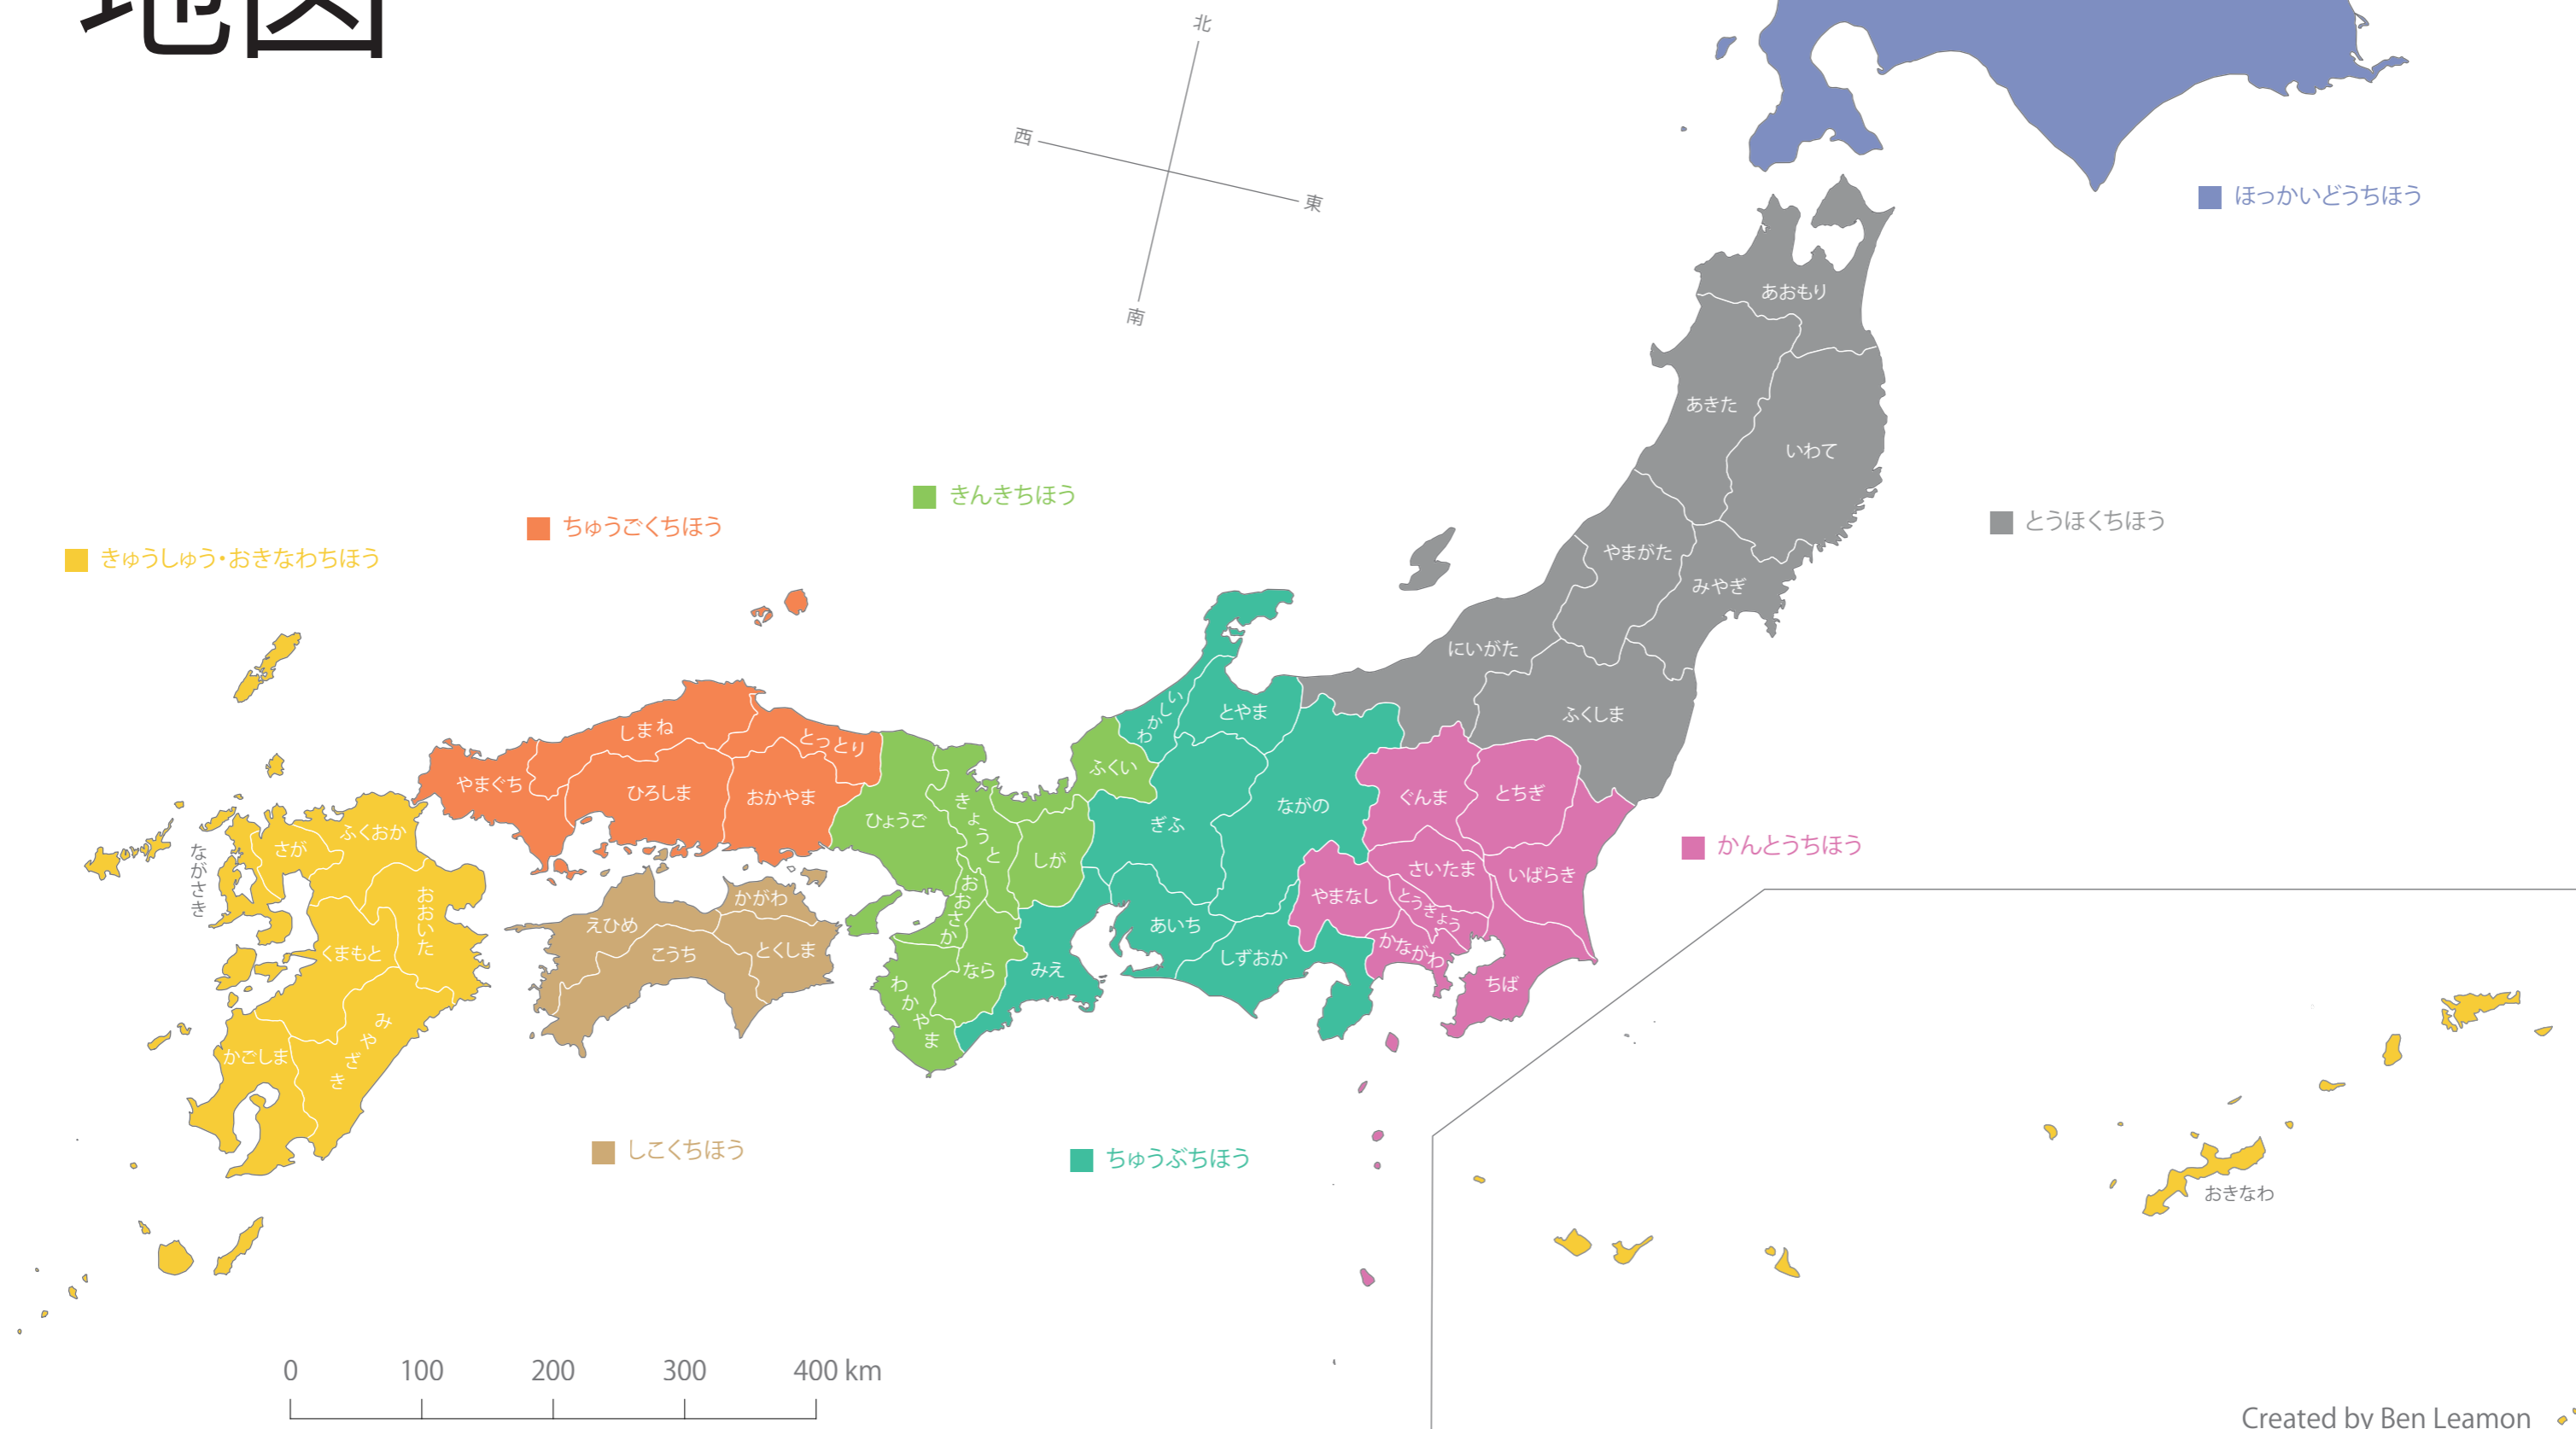 地図
北
西
東
南
ほっかいどうちほう
あおもり
あきた
いわて
きんきちほう
ちゅうごくちほう
とうほくちほう
きゅうしゅう・おきなわちほう
やまがた
みやぎ
にいがた
ふくしま
いしかわ
とやま
しまね
とっとり
ふくい
やまぐち
ひろしま
おかやま
ひょうご
きょうと
ぎふ
ながの
ぐんま
とちぎ
かんとうちほう
ふくおか
さが
ながさき
しが
さいたま
いばらき
おおいた
かがわ
おおさか
やまなし
とうきょう
えひめ
こうち
とくしま
あいち
しずおか
かながわ
くまもと
なら
みえ
わかやま
ちば
みやざき
かごしま
しこくちほう
ちゅうぶちほう
おきなわ
0 100 200 300 400 km
Created by Ben Leamon